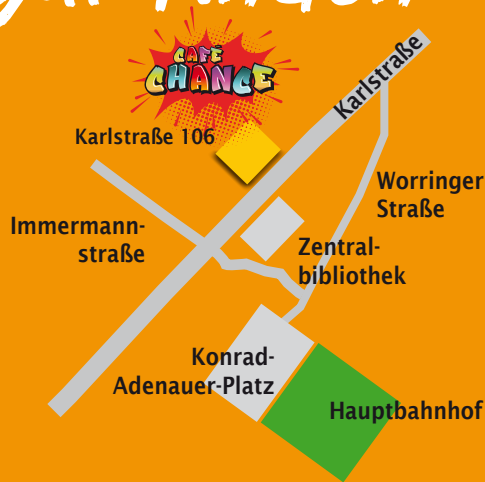 CAFÉ
CHANCE
Karlstraße
Karlstraße 106
Worringer
Straße
Immermann-
straße
Zentral-
bibliothek
Konrad-
Adenauer-Platz
Hauptbahnhof